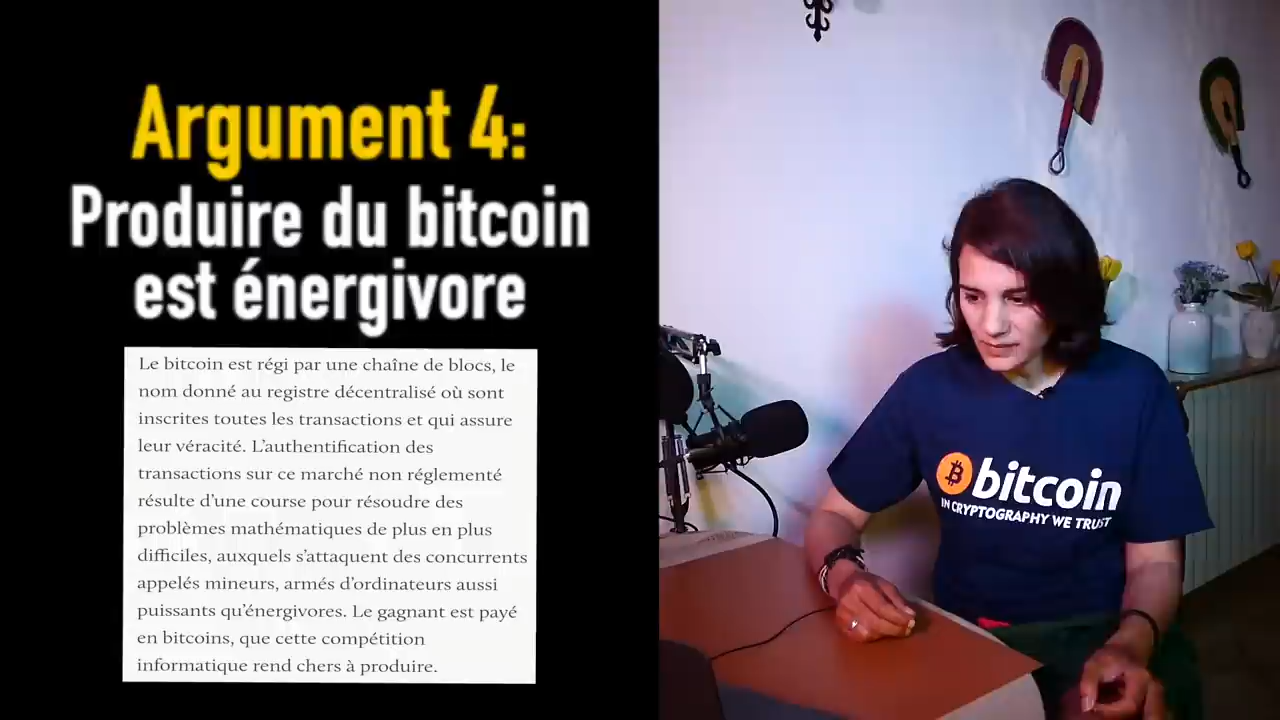 Argument 4:
Produire du bitcoin
est énergivore
Le bitcoin est régi par une chaîne de blocs, le
nom donné au registre décentralisé où sont
inscrites toutes les transactions et qui assure
leur véracité. L’authentification des
transactions sur ce marché non réglementé
résulte d’une course pour résoudre des
problèmes mathématiques de plus en plus
difficiles, auxquels s’attaquent des concurrents
appelés mineurs, armés d’ordinateurs aussi
puissants qu’énergivores. Le gagnant est payé
en bitcoins, que cette compétition
informatique rend chers à produire.
bitcoin
IN CRYPTOGRAPHY WE TRUST